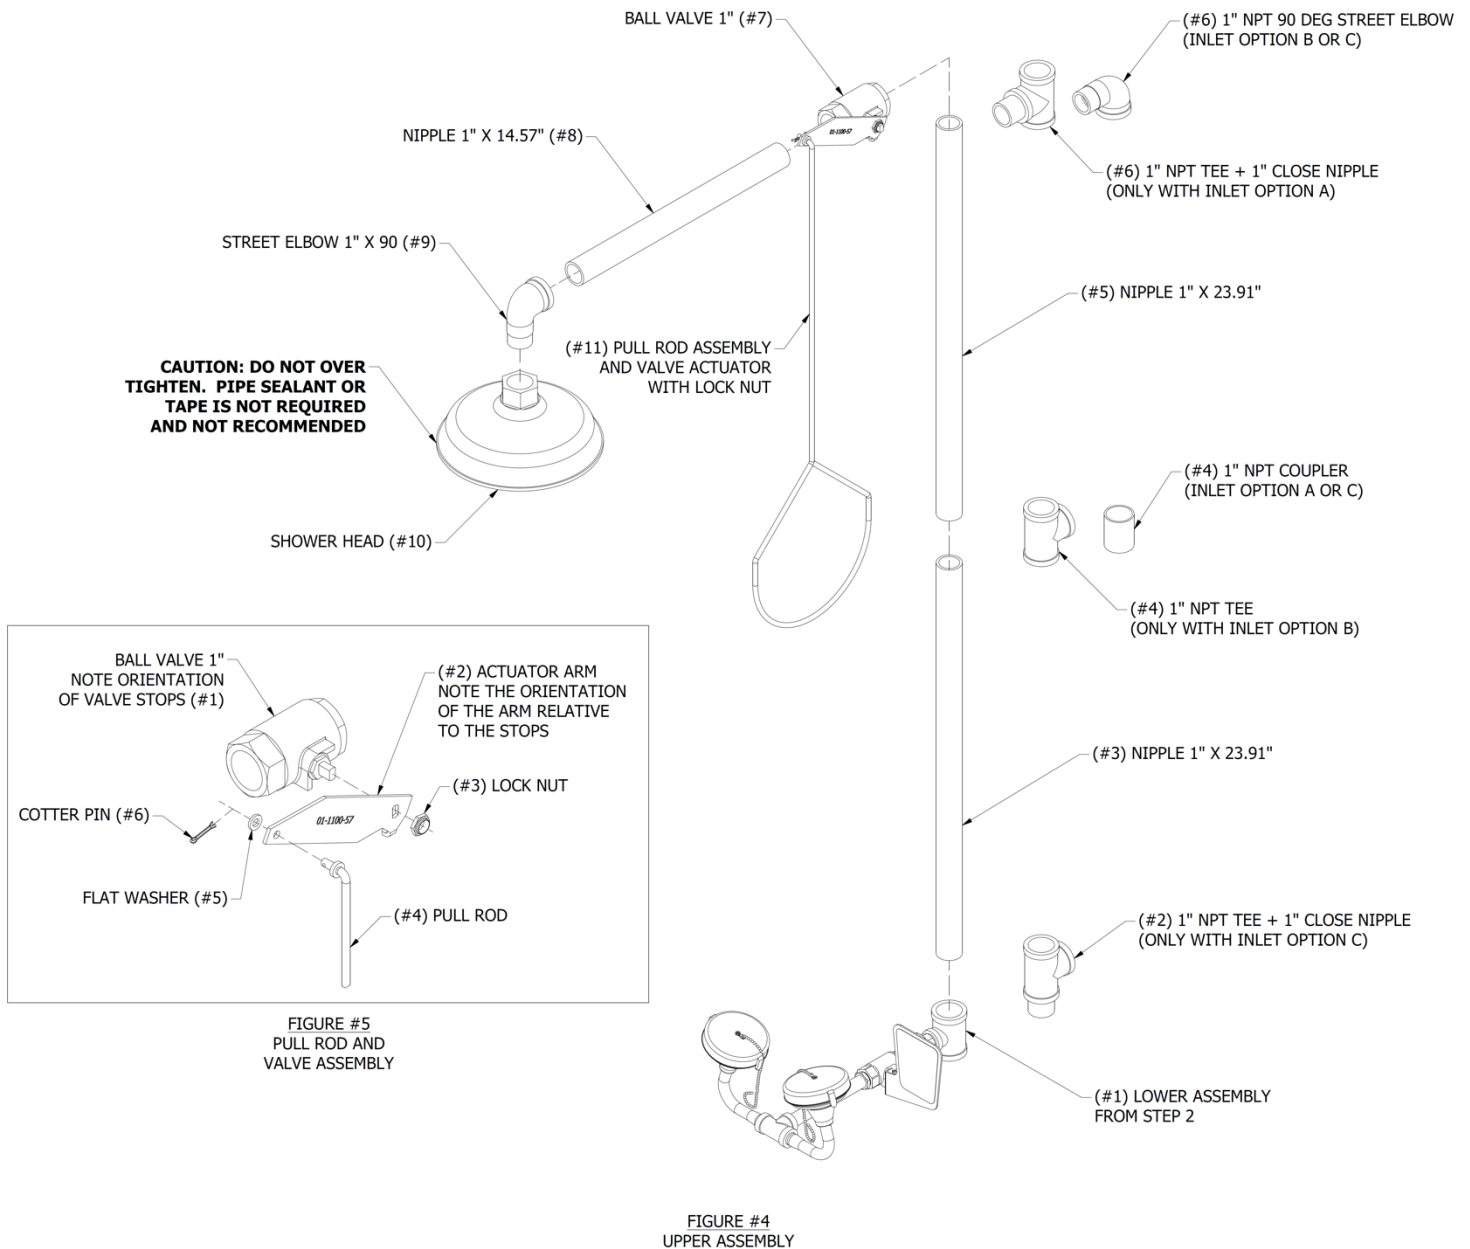 BALL VALVE 1" (#7)
(#6) 1" NPT 90 DEG STREET ELBOW
(INLET OPTION B OR C)
01-1100-57
NIPPLE 1" X 14.57" (#8)
(#6) 1" NPT TEE + 1" CLOSE NIPPLE
(ONLY WITH INLET OPTION A)
STREET ELBOW 1" X 90 (#9)
(#5) NIPPLE 1" X 23.91"
(#11) PULL ROD ASSEMBLY
AND VALVE ACTUATOR
WITH LOCK NUT
CAUTION: DO NOT OVER
TIGHTEN. PIPE SEALANT OR
TAPE IS NOT REQUIRED
AND NOT RECOMMENDED
(#4) 1" NPT COUPLER
(INLET OPTION A OR C)
SHOWER HEAD (#10)
(#4) 1" NPT TEE
(ONLY WITH INLET OPTION B)
BALL VALVE 1"
NOTE ORIENTATION
OF VALVE STOPS (#1)
(#2) ACTUATOR ARM
NOTE THE ORIENTATION
OF THE ARM RELATIVE
TO THE STOPS
(#3) NIPPLE 1" X 23.91"
(#3) LOCK NUT
COTTER PIN (#6)
01-1100-57
FLAT WASHER (#5)
(#4) PULL ROD
(#2) 1" NPT TEE + 1" CLOSE NIPPLE
(ONLY WITH INLET OPTION C)
FIGURE #5
PULL ROD AND
VALVE ASSEMBLY
(#1) LOWER ASSEMBLY
FROM STEP 2
FIGURE #4
UPPER ASSEMBLY